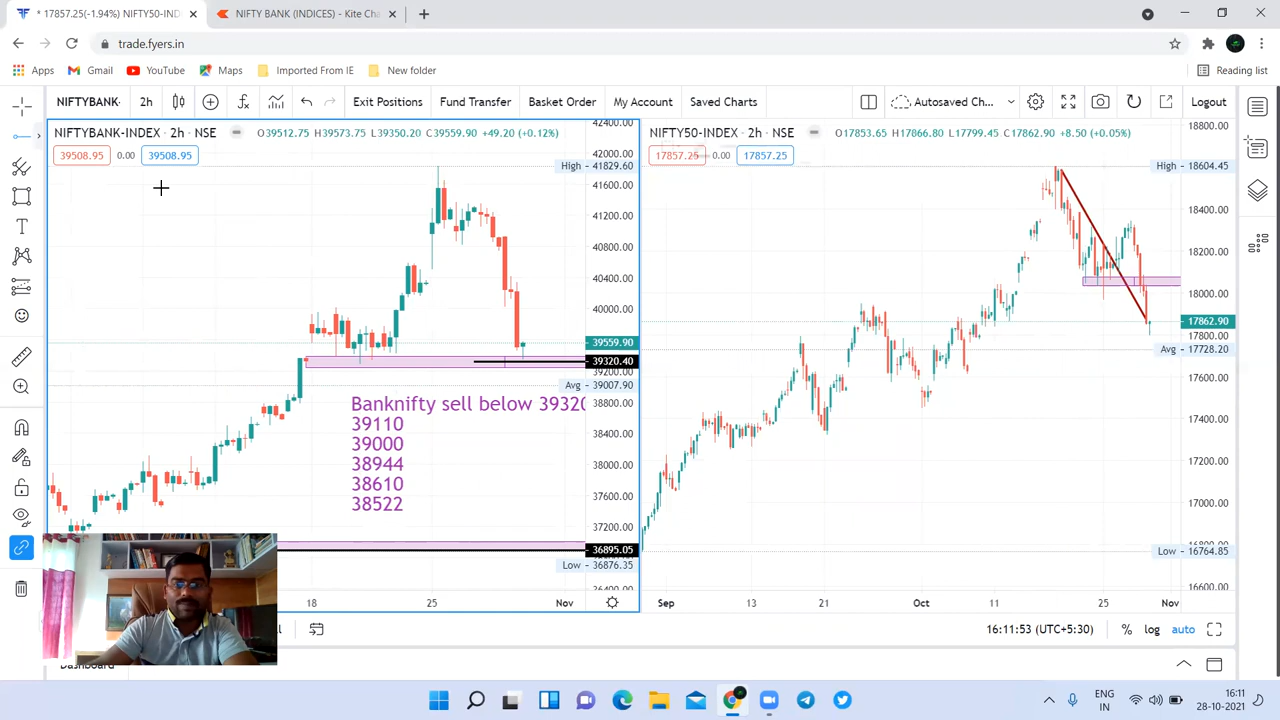 * 17857.25(-1.94%) NIFTY50-IND
NIFTY BANK (INDICES) - Kite Cha
trade.fyers.in
Apps
Gmail
YouTube
Maps
Imported From IE
New folder
Reading list
NIFTYBANK-
2h
Exit Positions
Fund Transfer
Basket Order
My Account
Saved Charts
Autosaved Ch...
Logout
NIFTYBANK-INDEX · 2h · NSE
O39512.75 H39573.75 L39350.20 C39559.90 +49.20 (+0.12%)
39508.95 0.00 39508.95
42400.00
42000.00
High 41829.60
41600.00
41200.00
40800.00
40400.00
40000.00
39559.90
39320.40
39200.00
Avg 39007.90
38800.00
38400.00
38000.00
37600.00
37200.00
36895.05
Low 36876.35
36400.00
Banknifty sell below 39320
39110
39000
38944
38610
38522
18
25
Nov
NIFTY50-INDEX · 2h · NSE
O17853.65 H17866.80 L17799.45 C17862.90 +8.50 (+0.05%)
17857.25 0.00 17857.25
18800.00
High 18604.45
18400.00
18200.00
18000.00
17862.90
17800.00
Avg 17728.20
17600.00
17400.00
17200.00
17000.00
Low 16764.85
16600.00
Sep
13
21
Oct
11
25
Nov
16:11:53 (UTC+5:30)
%
log
auto
Dashboard
ENG
IN
16:11
28-10-2021